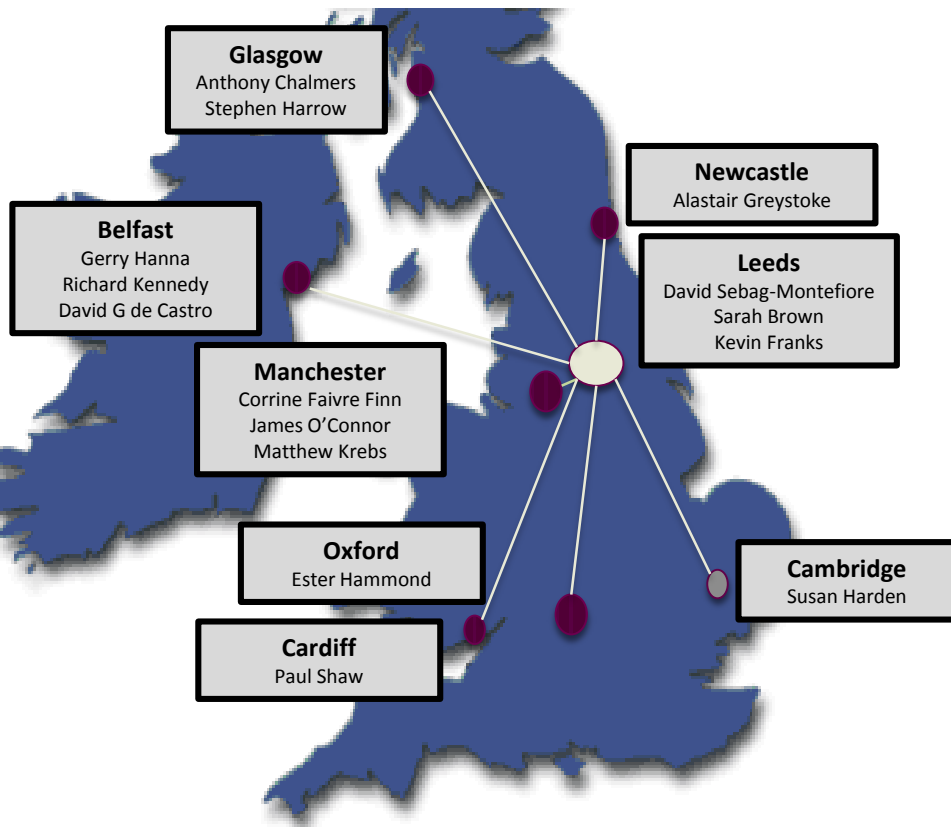 Glasgow
Anthony Chalmers
Stephen Harrow
Newcastle
Alastair Greystoke
Belfast
Gerry Hanna
Richard Kennedy
David G de Castro
Leeds
David Sebag-Montefiore
Sarah Brown
Kevin Franks
Manchester
Corrine Faivre Finn
James O’Connor
Matthew Krebs
Oxford
Ester Hammond
Cambridge
Susan Harden
Cardiff
Paul Shaw